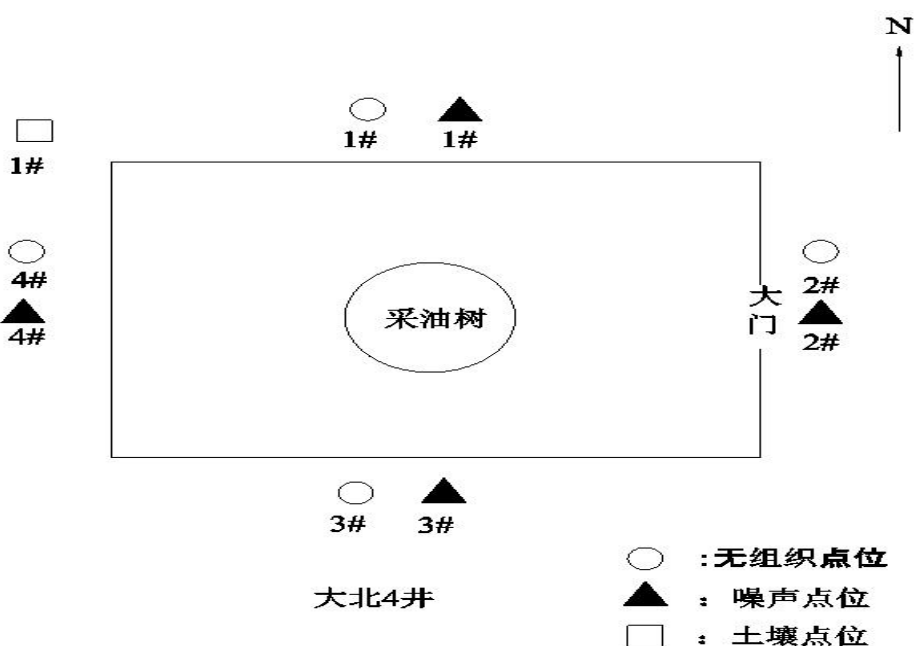 N
1# 1#
1#
4# 2#
4# 2#
采油树
大门
3# 3#
大北4井
:无组织点位
：噪声点位
：土壤点位